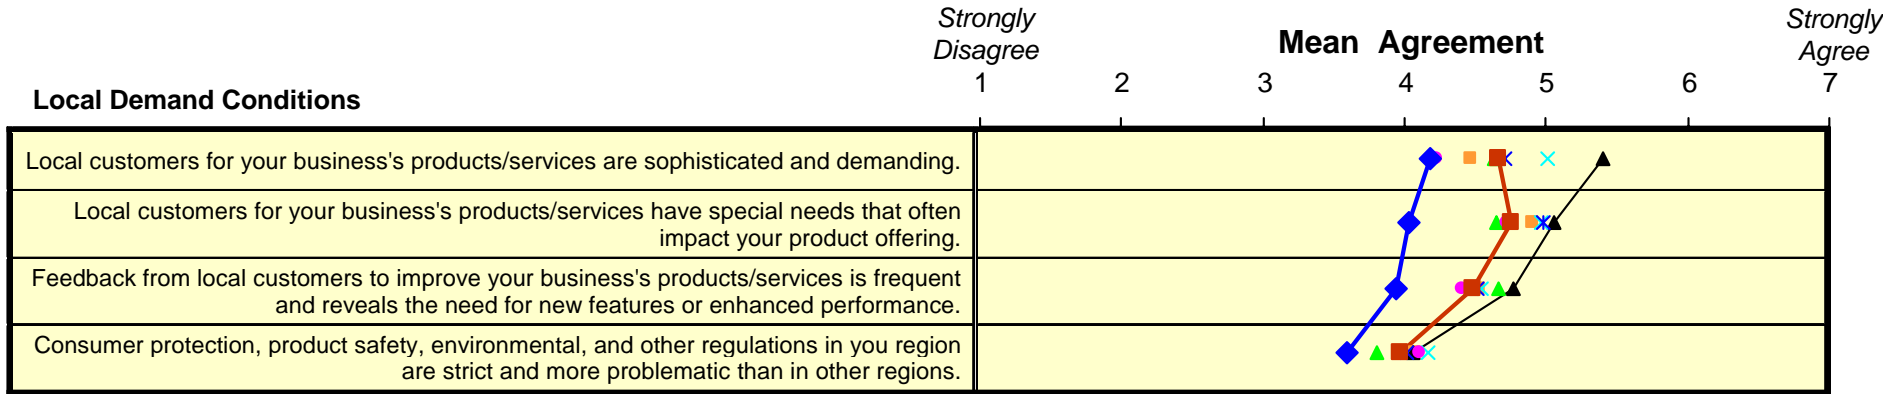 Strongly
Disagree
Mean Agreement
Strongly
Agree
1 2 3 4 5 6 7
Local Demand Conditions
Local customers for your business's products/services are sophisticated and demanding.
Local customers for your business's products/services have special needs that often
impact your product offering.
Feedback from local customers to improve your business's products/services is frequent
and reveals the need for new features or enhanced performance.
Consumer protection, product safety, environmental, and other regulations in you region
are strict and more problematic than in other regions.